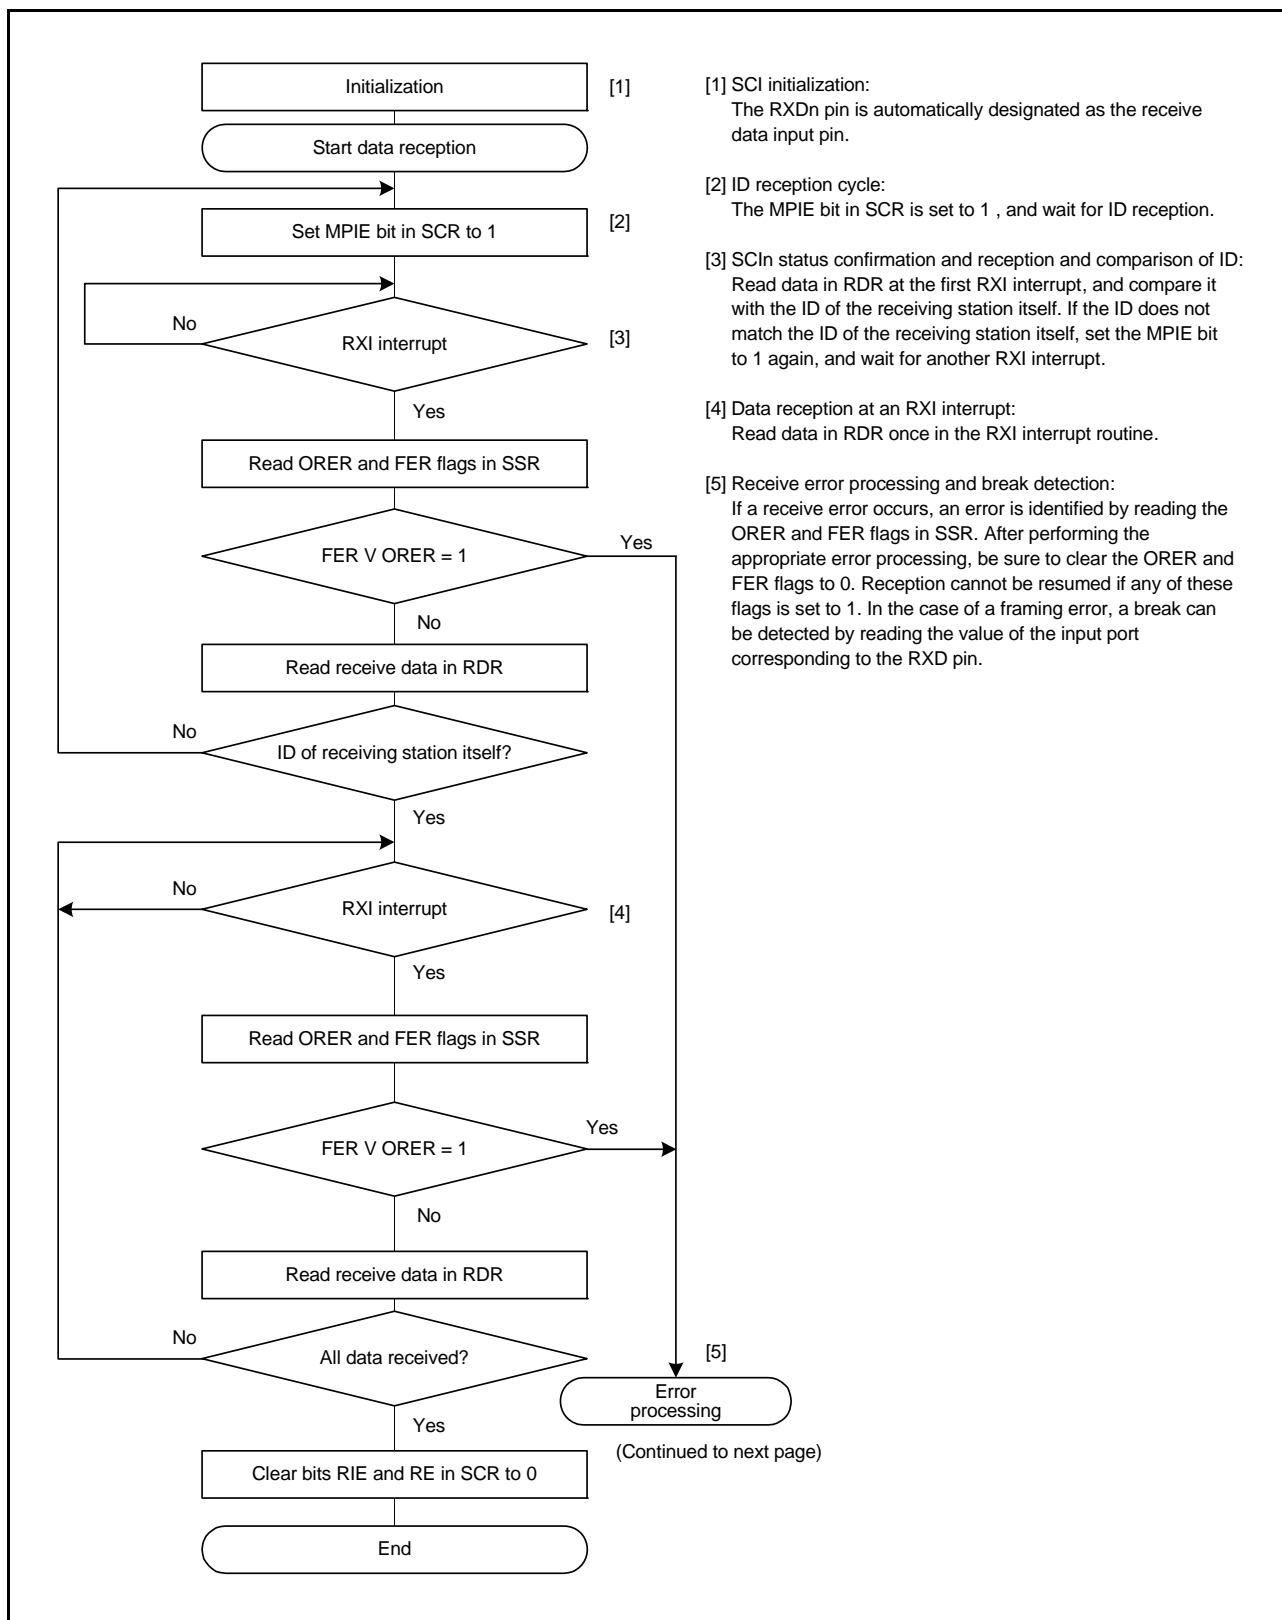 Initialization
[1]
Start data reception
Set MPIE bit in SCR to 1
[2]
No
RXI interrupt
[3]
Yes
Read ORER and FER flags in SSR
FER V ORER = 1
Yes
No
Read receive data in RDR
No
ID of receiving station itself?
Yes
No
RXI interrupt
[4]
Yes
Read ORER and FER flags in SSR
FER V ORER = 1
Yes
No
Read receive data in RDR
No
All data received?
[5]
Error
processing
Yes
(Continued to next page)
Clear bits RIE and RE in SCR to 0
End
[1] SCI initialization:
The RXDn pin is automatically designated as the receive
data input pin.
[2] ID reception cycle:
The MPIE bit in SCR is set to 1 , and wait for ID reception.
[3] SCIn status confirmation and reception and comparison of ID:
Read data in RDR at the first RXI interrupt, and compare it
with the ID of the receiving station itself. If the ID does not
match the ID of the receiving station itself, set the MPIE bit
to 1 again, and wait for another RXI interrupt.
[4] Data reception at an RXI interrupt:
Read data in RDR once in the RXI interrupt routine.
[5] Receive error processing and break detection:
If a receive error occurs, an error is identified by reading the
ORER and FER flags in SSR. After performing the
appropriate error processing, be sure to clear the ORER and
FER flags to 0. Reception cannot be resumed if any of these
flags is set to 1. In the case of a framing error, a break can
be detected by reading the value of the input port
corresponding to the RXD pin.